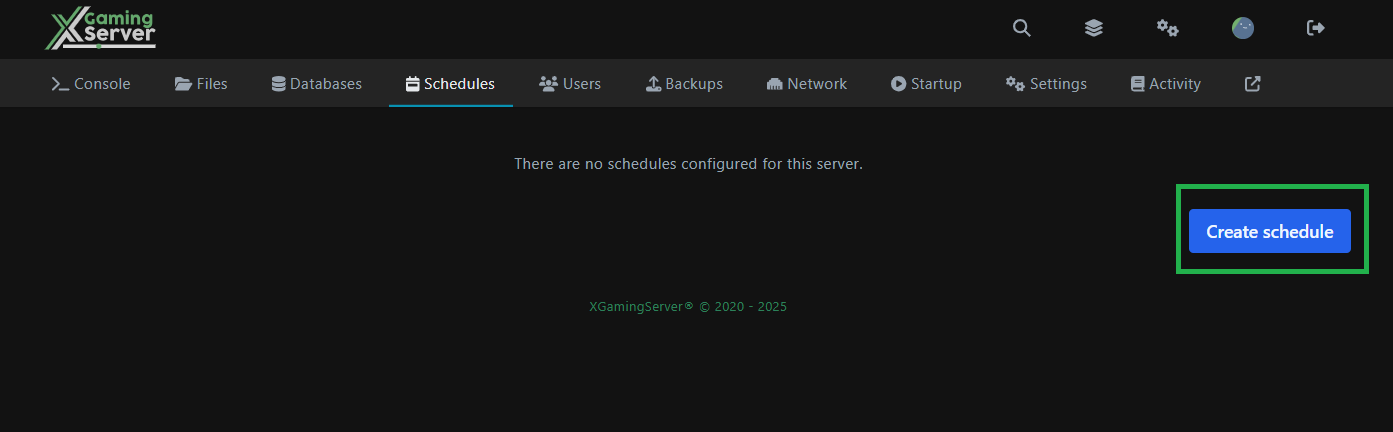 XGaming
Server
Console Files Databases Schedules Users Backups Network Startup Settings Activity
There are no schedules configured for this server.
Create schedule
XGamingServer® © 2020 - 2025